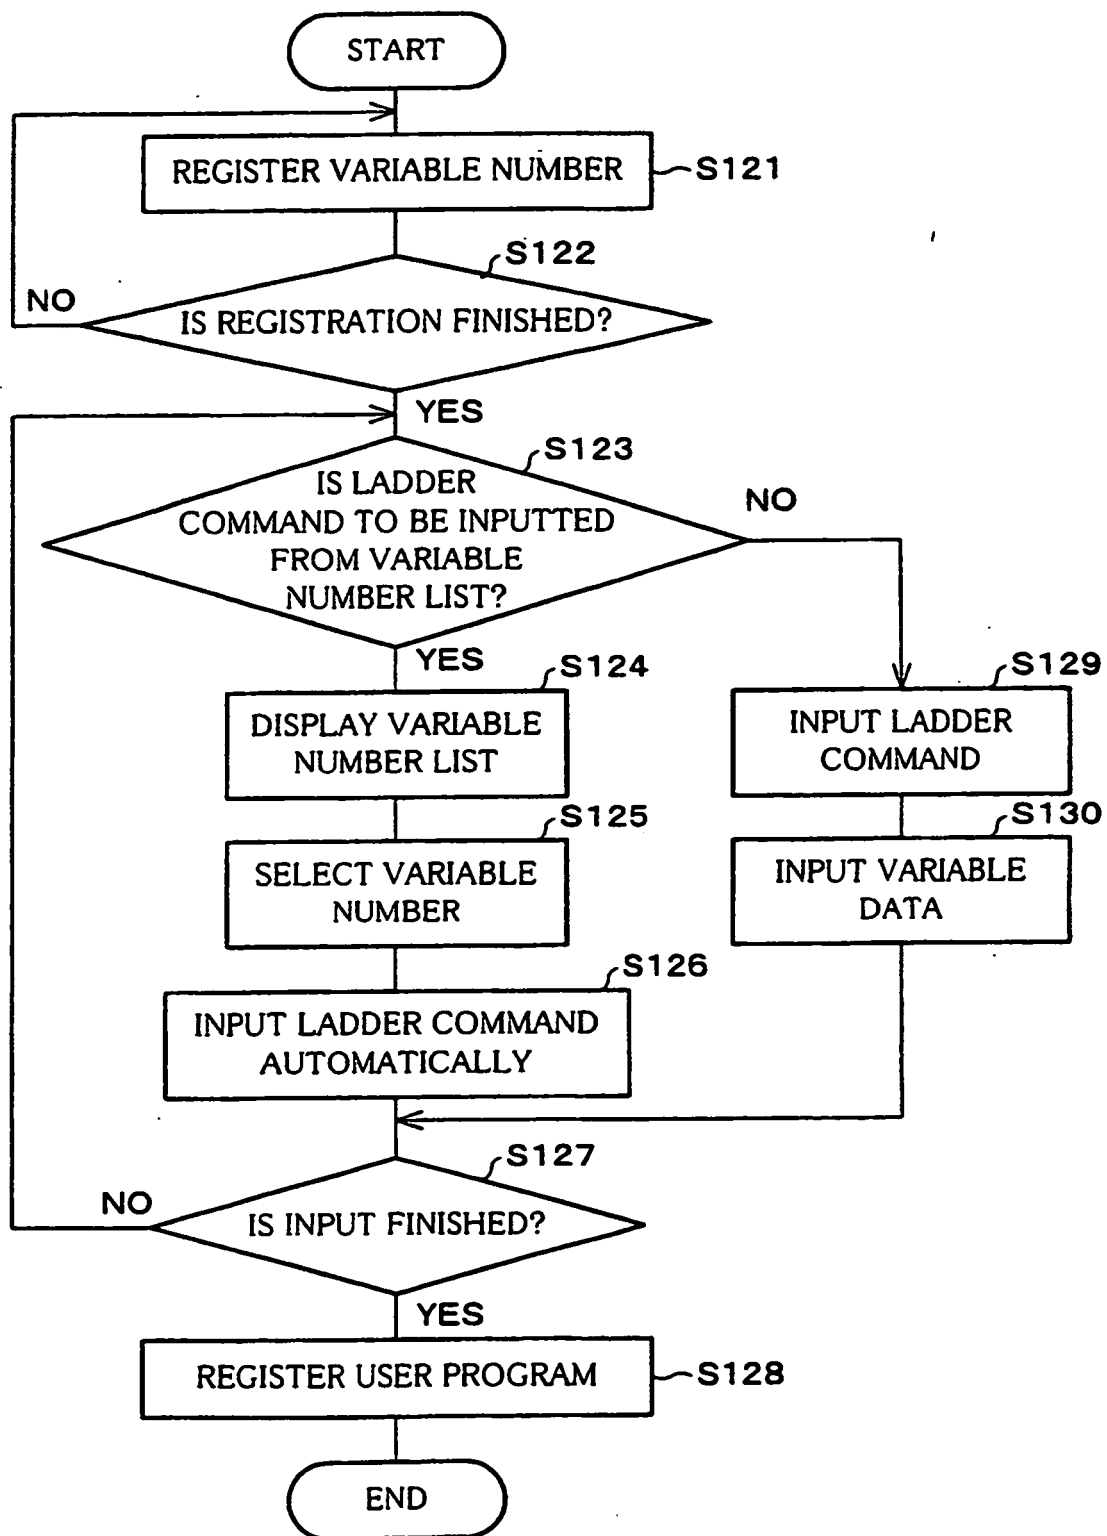 START
REGISTER VARIABLE NUMBER
S121
S122
NO
IS REGISTRATION FINISHED?
YES
S123
IS LADDER
COMMAND TO BE INPUTTED
FROM VARIABLE
NUMBER LIST?
NO
YES
S124
DISPLAY VARIABLE
NUMBER LIST
S129
INPUT LADDER
COMMAND
S125
SELECT VARIABLE
NUMBER
S130
INPUT VARIABLE
DATA
S126
INPUT LADDER COMMAND
AUTOMATICALLY
S127
NO
IS INPUT FINISHED?
YES
REGISTER USER PROGRAM
S128
END